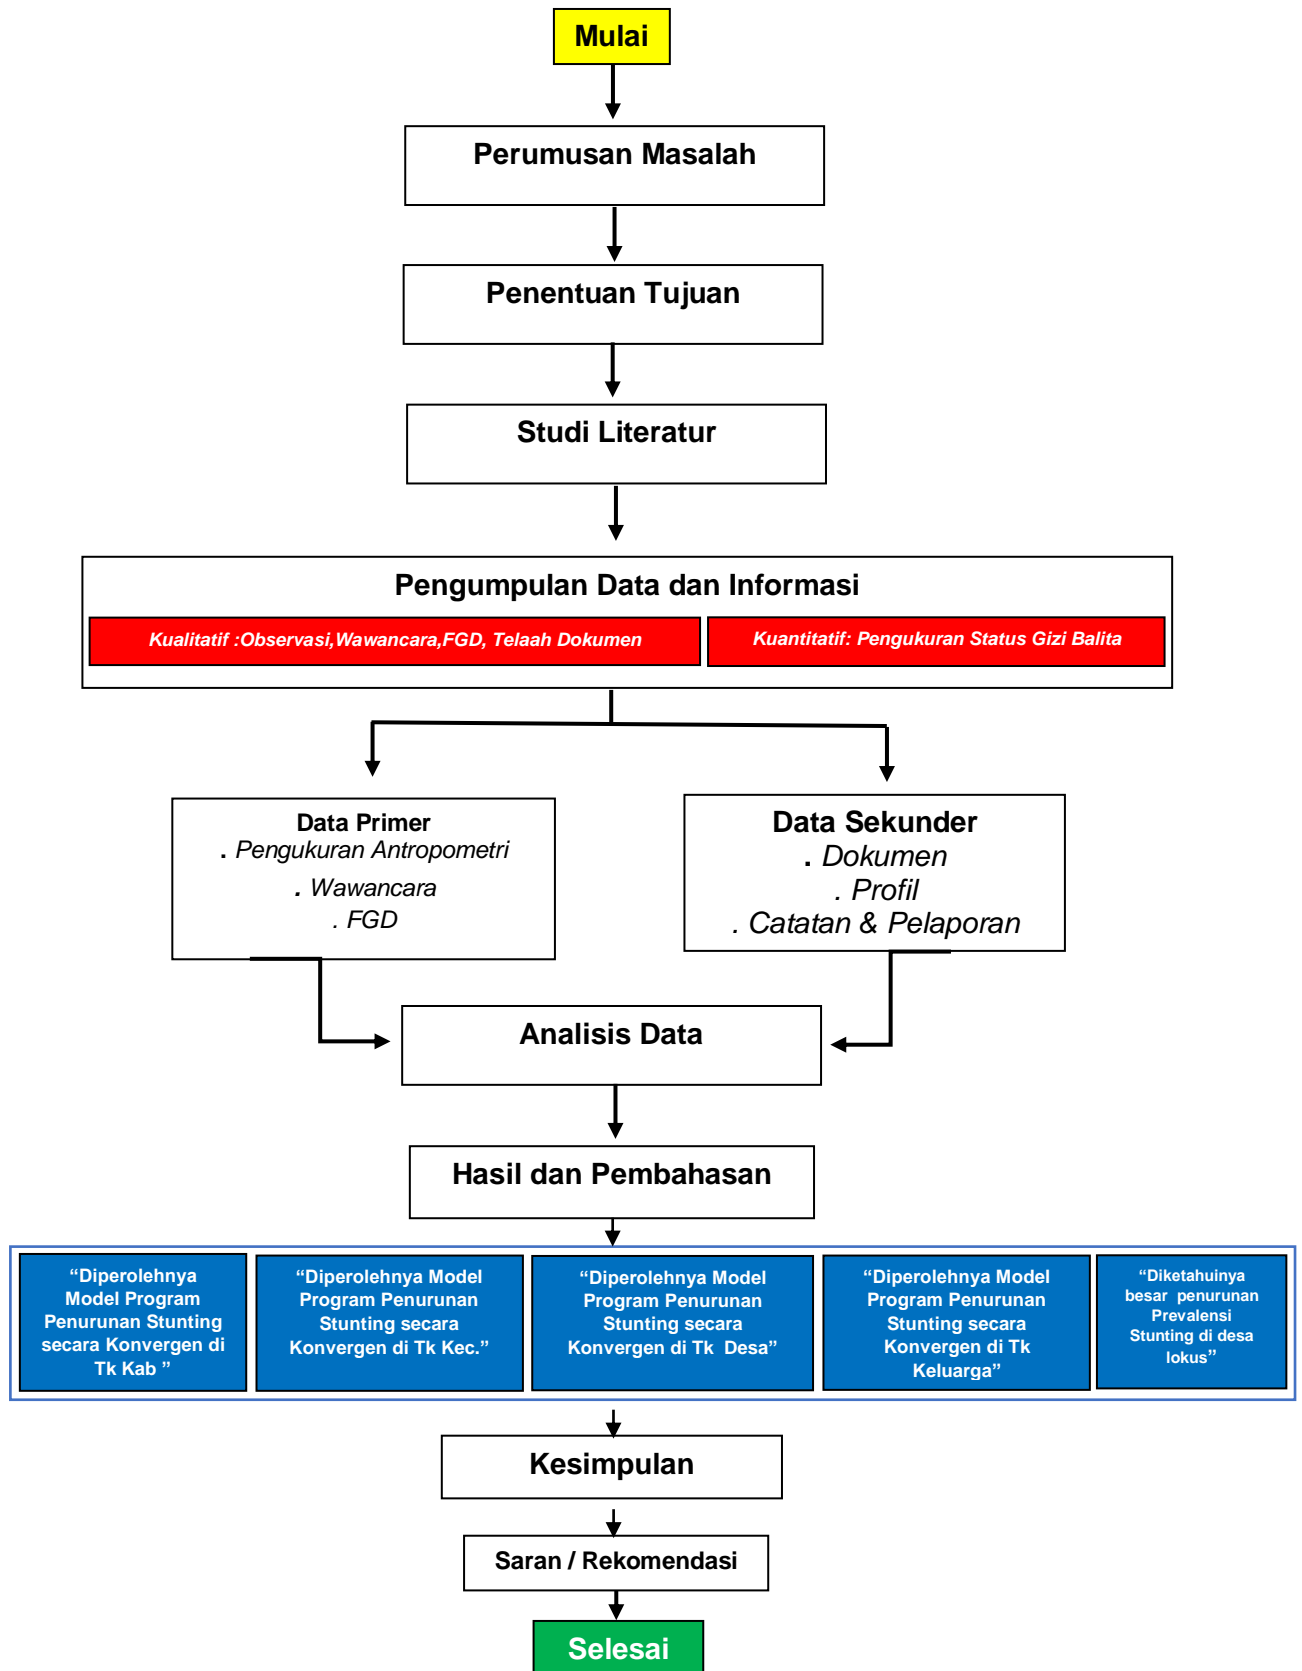 Mulai
Perumusan Masalah
Penentuan Tujuan
Studi Literatur
Pengumpulan Data dan Informasi
Kualitatif :Observasi,Wawancara,FGD, Telaah Dokumen
Kuantitatif: Pengukuran Status Gizi Balita
Data Primer
. Pengukuran Antropometri
. Wawancara
. FGD
Data Sekunder
. Dokumen
. Profil
. Catatan & Pelaporan
Analisis Data
Hasil dan Pembahasan
“Diperolehnya
Model Program
Penurunan Stunting
secara Konvergen di
Tk Kab ”
“Diperolehnya Model
Program Penurunan
Stunting secara
Konvergen di Tk Kec.”
“Diperolehnya Model
Program Penurunan
Stunting secara
Konvergen di Tk  Desa”
“Diperolehnya Model
Program Penurunan
Stunting secara
Konvergen di Tk
Keluarga”
“Diketahuinya
besar  penurunan
Prevalensi
Stunting di desa
lokus”
Kesimpulan
Saran / Rekomendasi
Selesai